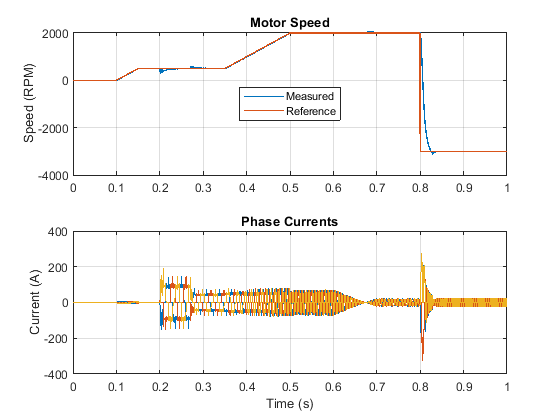 Motor Speed
2000
0
-2000
-4000
Speed (RPM)
Measured
Reference
0 0.1 0.2 0.3 0.4 0.5 0.6 0.7 0.8 0.9 1
Phase Currents
400
200
0
-200
-400
Current (A)
0 0.1 0.2 0.3 0.4 0.5 0.6 0.7 0.8 0.9 1
Time (s)